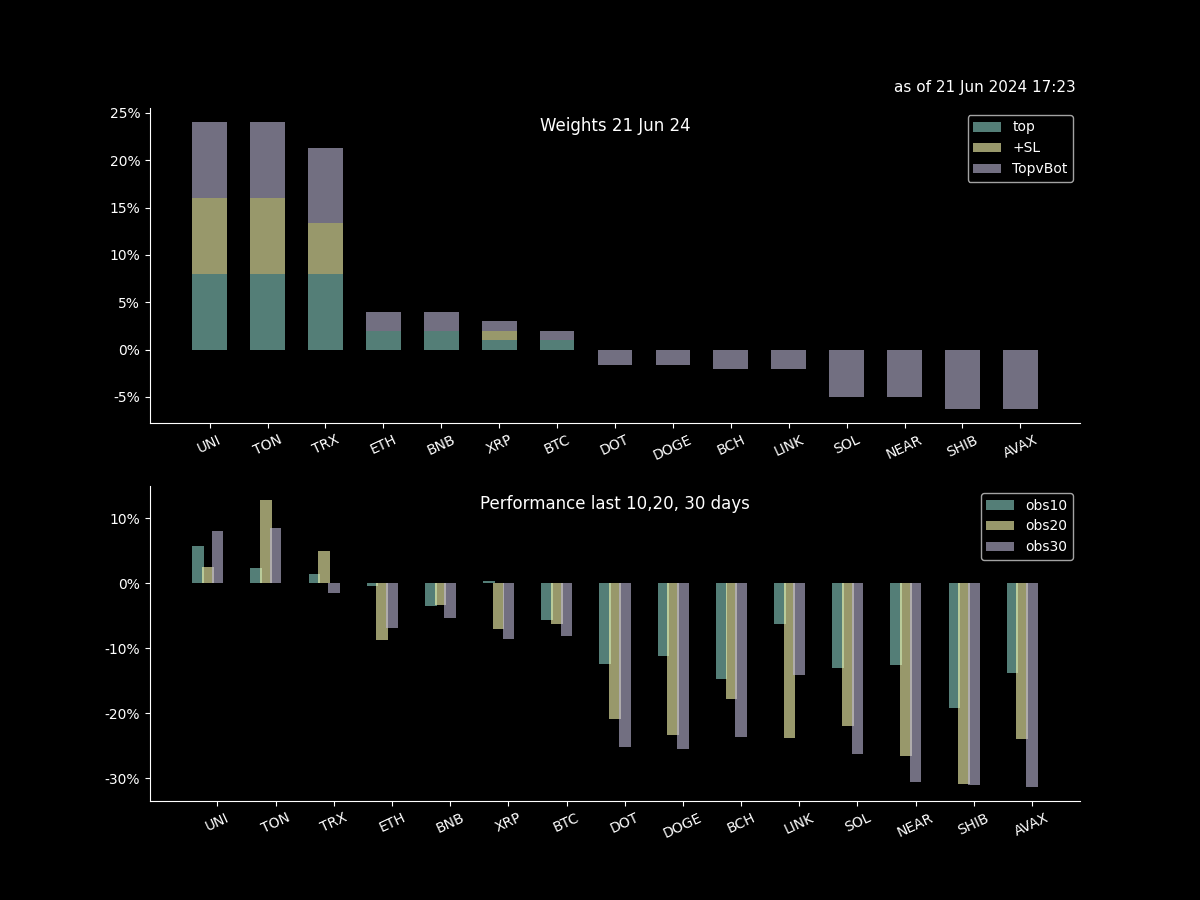 as of 21 Jun 2024 17:23
Weights 21 Jun 24
top
+SL
TopvBot
25%
20%
15%
10%
5%
0%
-5%
UNI TON TRX ETH BNB XRP BTC DOT DOGE BCH LINK SOL NEAR SHIB AVAX
Performance last 10,20, 30 days
obs10
obs20
obs30
10%
0%
-10%
-20%
-30%
UNI TON TRX ETH BNB XRP BTC DOT DOGE BCH LINK SOL NEAR SHIB AVAX